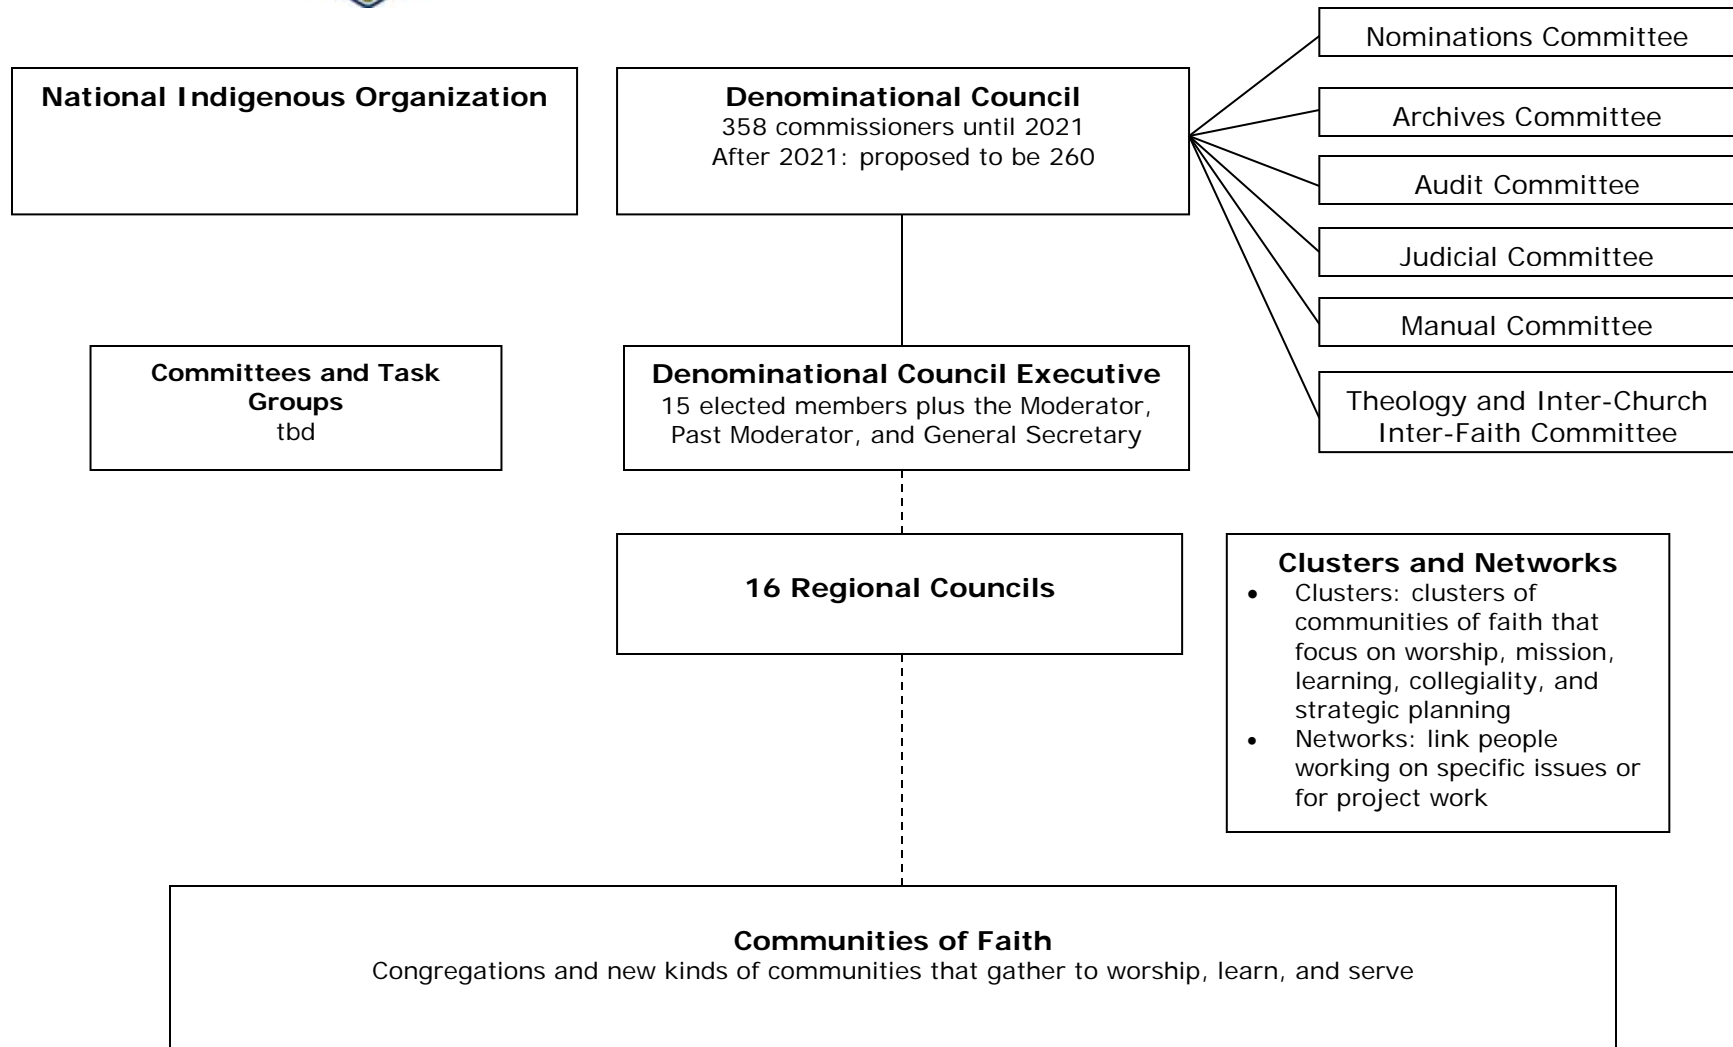 National Indigenous Organization
Denominational Council
358 commissioners until 2021
After 2021: proposed to be 260
Nominations Committee
Archives Committee
Audit Committee
Judicial Committee
Manual Committee
Theology and Inter-Church
Inter-Faith Committee
Committees and Task
Groups
tbd
Denominational Council Executive
15 elected members plus the Moderator,
Past Moderator, and General Secretary
16 Regional Councils
Clusters and Networks
• Clusters: clusters of
communities of faith that
focus on worship, mission,
learning, collegiality, and
strategic planning
• Networks: link people
working on specific issues or
for project work
Communities of Faith
Congregations and new kinds of communities that gather to worship, learn, and serve